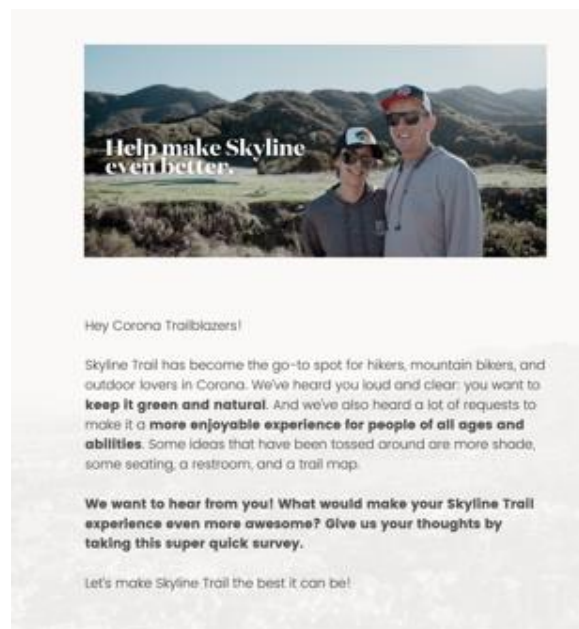 Help make Skyline
even better.
Hey Corona Trailblazers!
Skyline Trail has become the go-to spot for hikers, mountain bikers, and
outdoor lovers in Corona. We've heard you loud and clear: you want to
keep it green and natural. And we've also heard a lot of requests to
make it a more enjoyable experience for people of all ages and
abilities. Some ideas that have been tossed around are more shade,
some seating, a restroom, and a trail map.
We want to hear from you! What would make your Skyline Trail
experience even more awesome? Give us your thoughts by
taking this super quick survey.
Let's make Skyline Trail the best it can be!